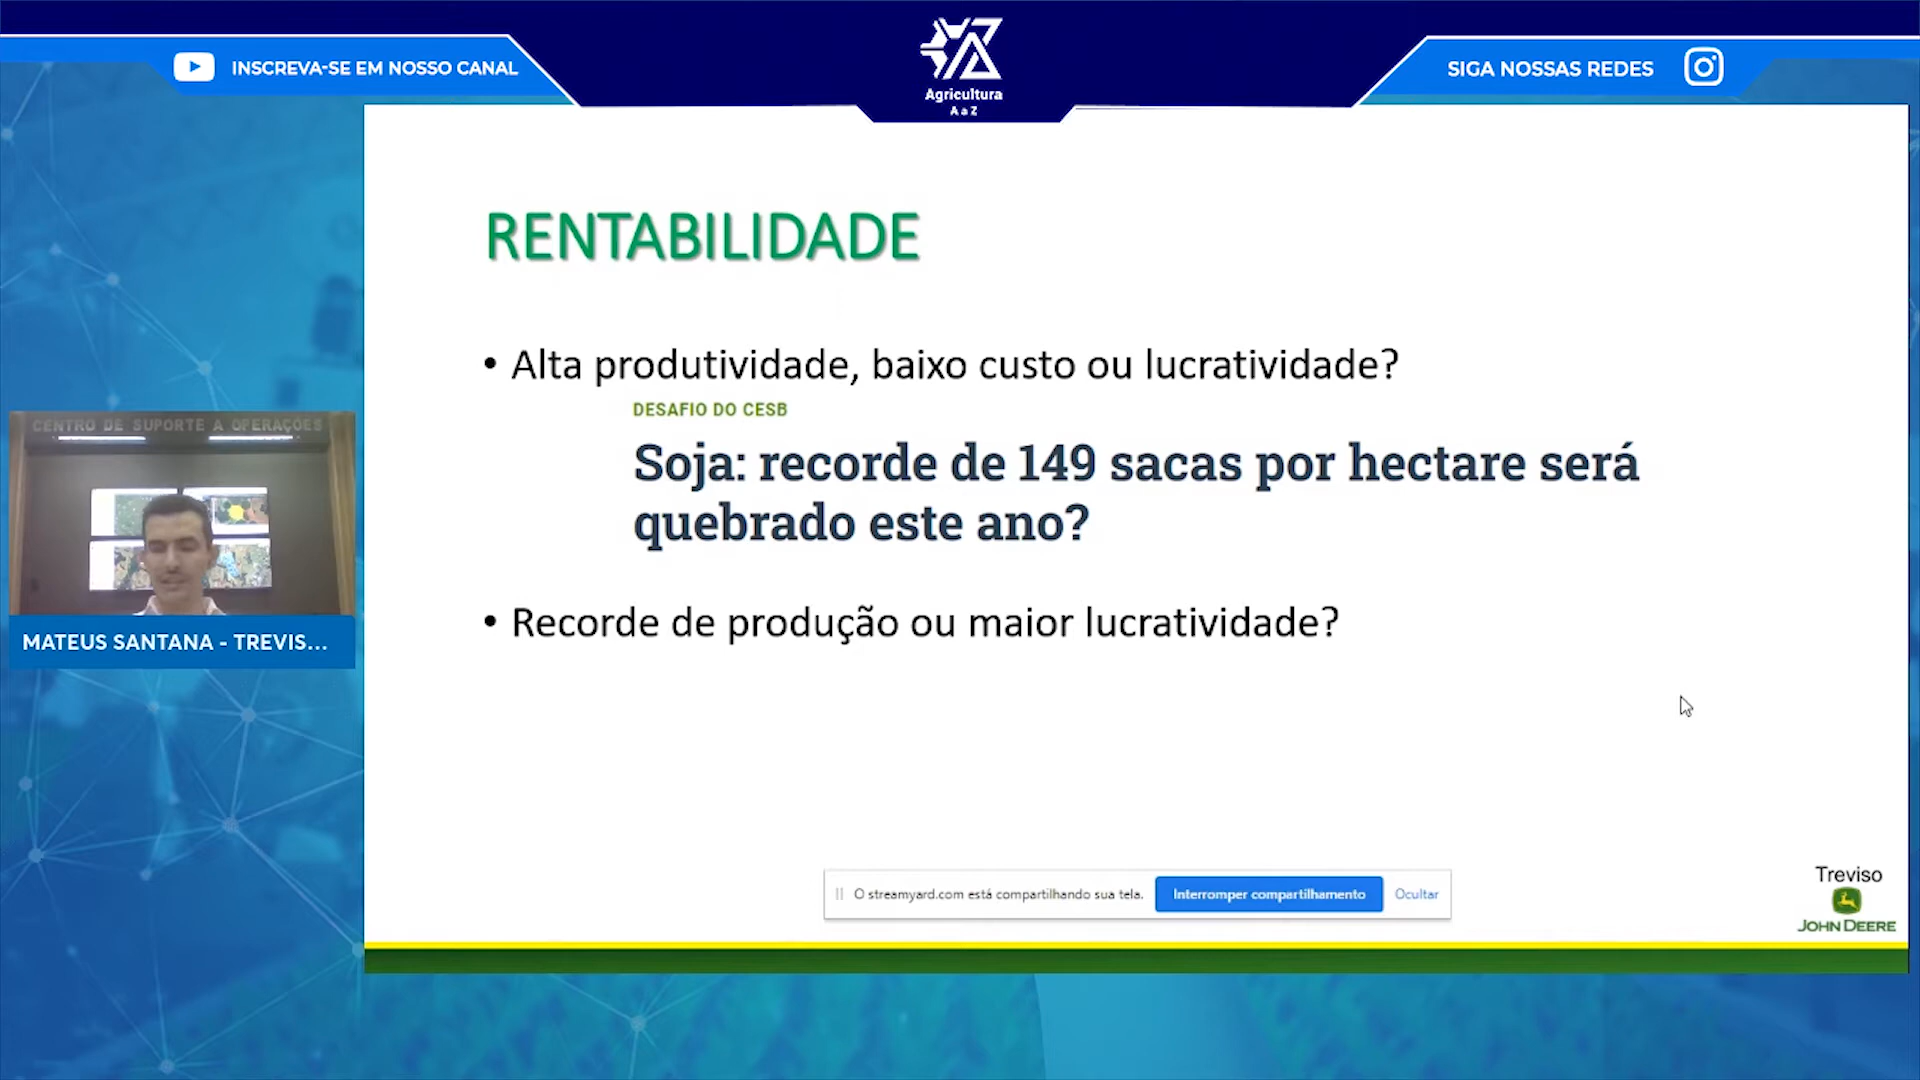 INSCREVA-SE EM NOSSO CANAL
Agricultura
A a Z
SIGA NOSSAS REDES
RENTABILIDADE
• Alta produtividade, baixo custo ou lucratividade?
DESAFIO DO CESB
Soja: recorde de 149 sacas por hectare será
quebrado este ano?
• Recorde de produção ou maior lucratividade?
CENTRO DE SUPORTE A OPERAÇÕES
MATEUS SANTANA - TREVIS...
O streamyard.com está compartilhando sua tela.
Interromper compartilhamento
Ocultar
Treviso
JOHN DEERE